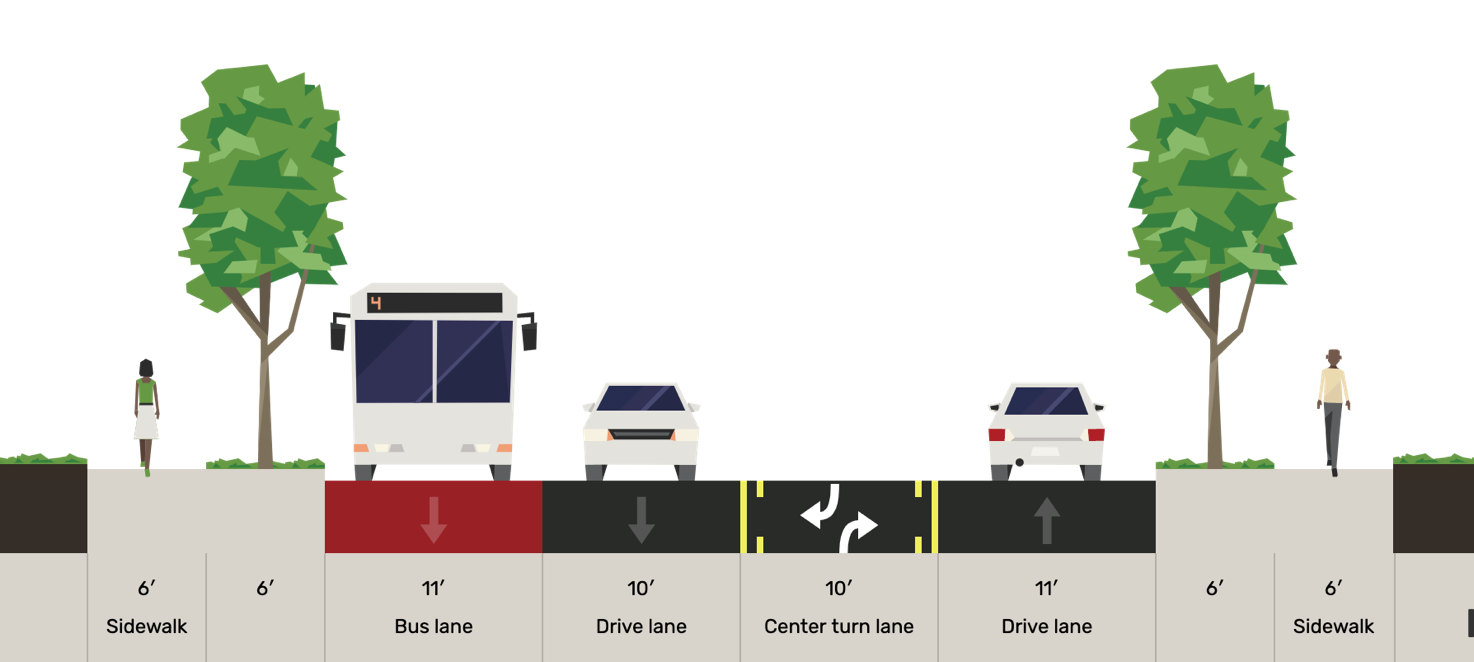 4
6′
6′
11′
10′
10′
11′
6′
6′
Sidewalk
Bus lane
Drive lane
Center turn lane
Drive lane
Sidewalk